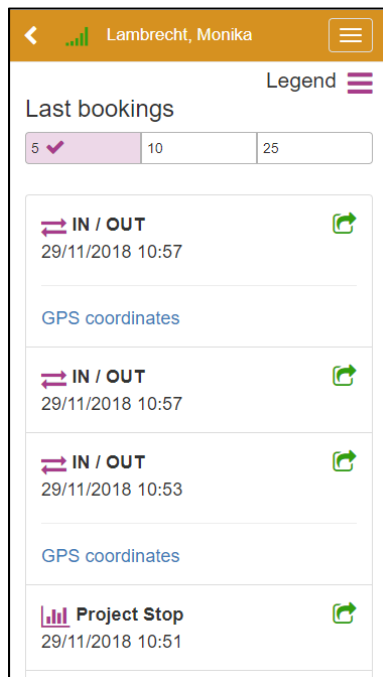 Lambrecht, Monika
Legend
Last bookings
5 10 25
IN / OUT
29/11/2018 10:57
GPS coordinates
IN / OUT
29/11/2018 10:57
IN / OUT
29/11/2018 10:53
GPS coordinates
Project Stop
29/11/2018 10:51